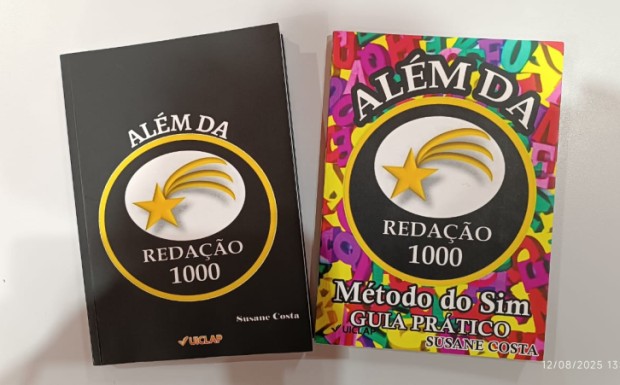 ALÉM DA
REDAÇÃO
1000
Susane Costa
UICLAP
ALÉM DA
REDAÇÃO
1000
Método do Sim
GUIA PRÁTICO
UICLAP
SUSANE COSTA
12/08/2025 13